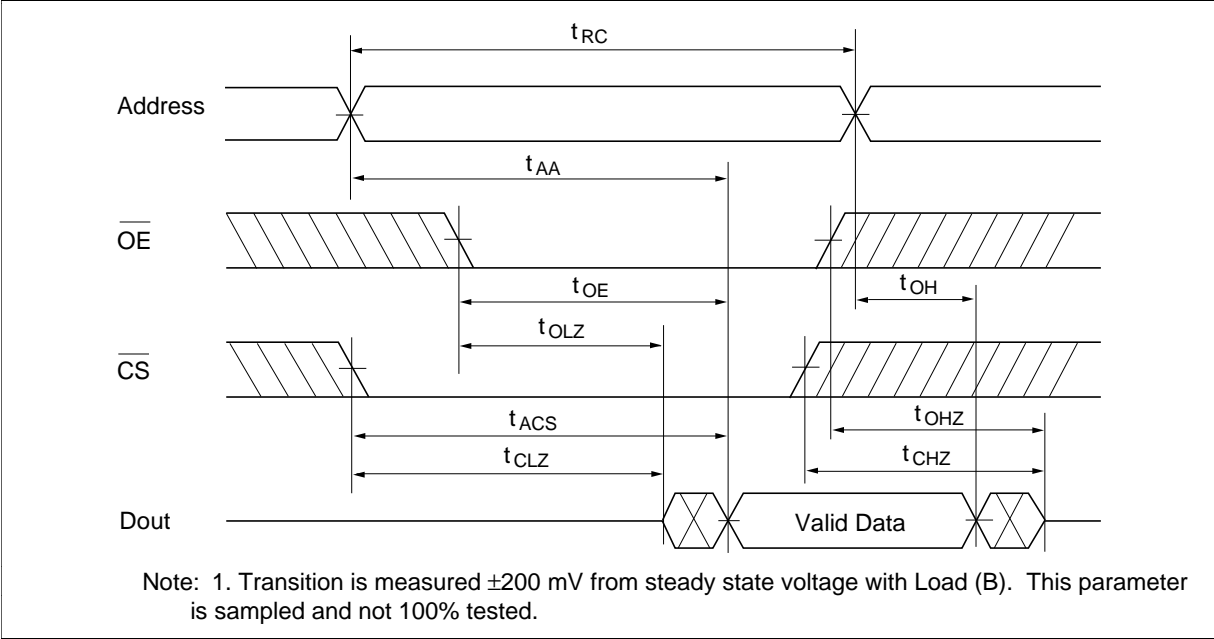 tRC
Address
tAA
OE
tOE
tOH
tOLZ
CS
tACS
tOHZ
tCLZ
tCHZ
Dout
Valid Data
Note: 1. Transition is measured ±200 mV from steady state voltage with Load (B). This parameter
is sampled and not 100% tested.